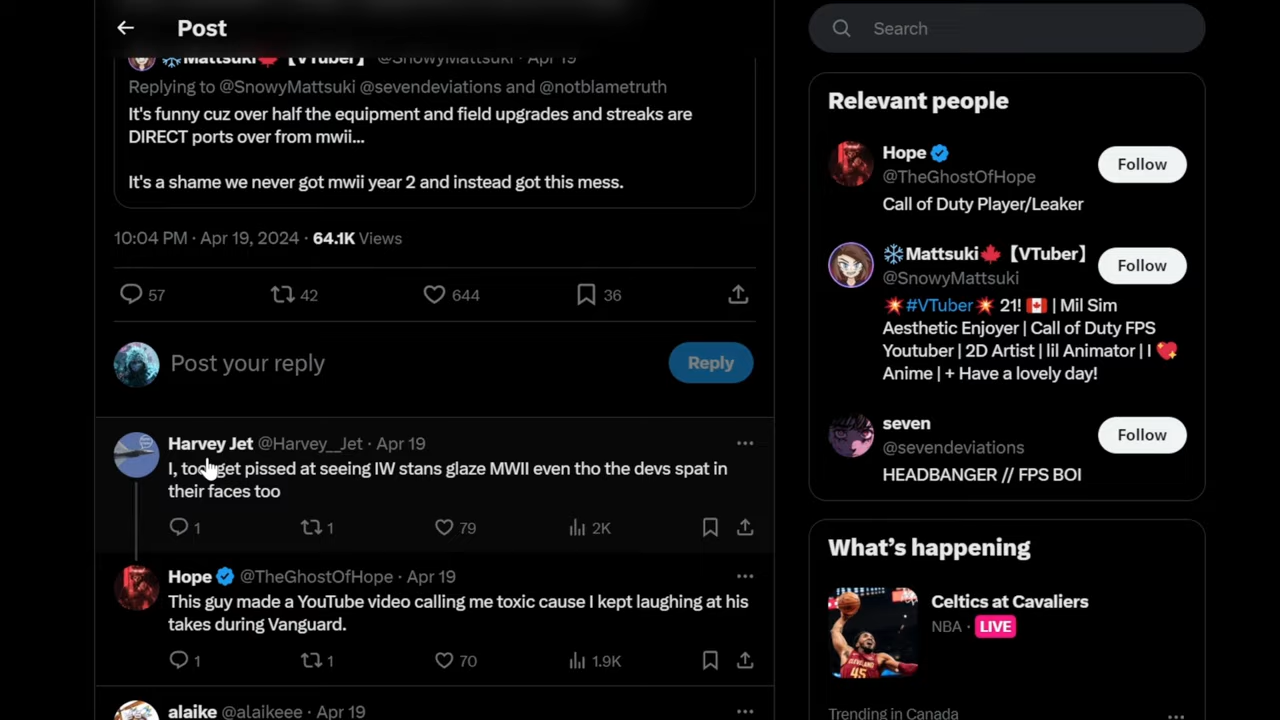 Post
Search
❄️Mattsuki🍁【VTuber】 @SnowyMattsuki · Apr 19
Replying to @SnowyMattsuki @sevendeviations and @notblametruth
It's funny cuz over half the equipment and field upgrades and streaks are
DIRECT ports over from mwii...
It's a shame we never got mwii year 2 and instead got this mess.
10:04 PM · Apr 19, 2024 · 64.1K Views
57 42 644 36
Post your reply
Reply
Harvey Jet @Harvey__Jet · Apr 19
I, too get pissed at seeing IW stans glaze MWII even tho the devs spat in
their faces too
1 1 79 2K
Hope @TheGhostOfHope · Apr 19
This guy made a YouTube video calling me toxic cause I kept laughing at his
takes during Vanguard.
1 1 70 1.9K
alaike @alaikeee · Apr 19
Relevant people
Hope
@TheGhostOfHope
Follow
Call of Duty Player/Leaker
❄️Mattsuki🍁【VTuber】
@SnowyMattsuki
Follow
💥#VTuber💥 21! 🇨🇦 | Mil Sim
Aesthetic Enjoyer | Call of Duty FPS
Youtuber | 2D Artist | lil Animator | I 💖
Anime | + Have a lovely day!
seven
@sevendeviations
Follow
HEADBANGER // FPS BOI
What's happening
Celtics at Cavaliers
NBA · LIVE
45
Trending in Canada